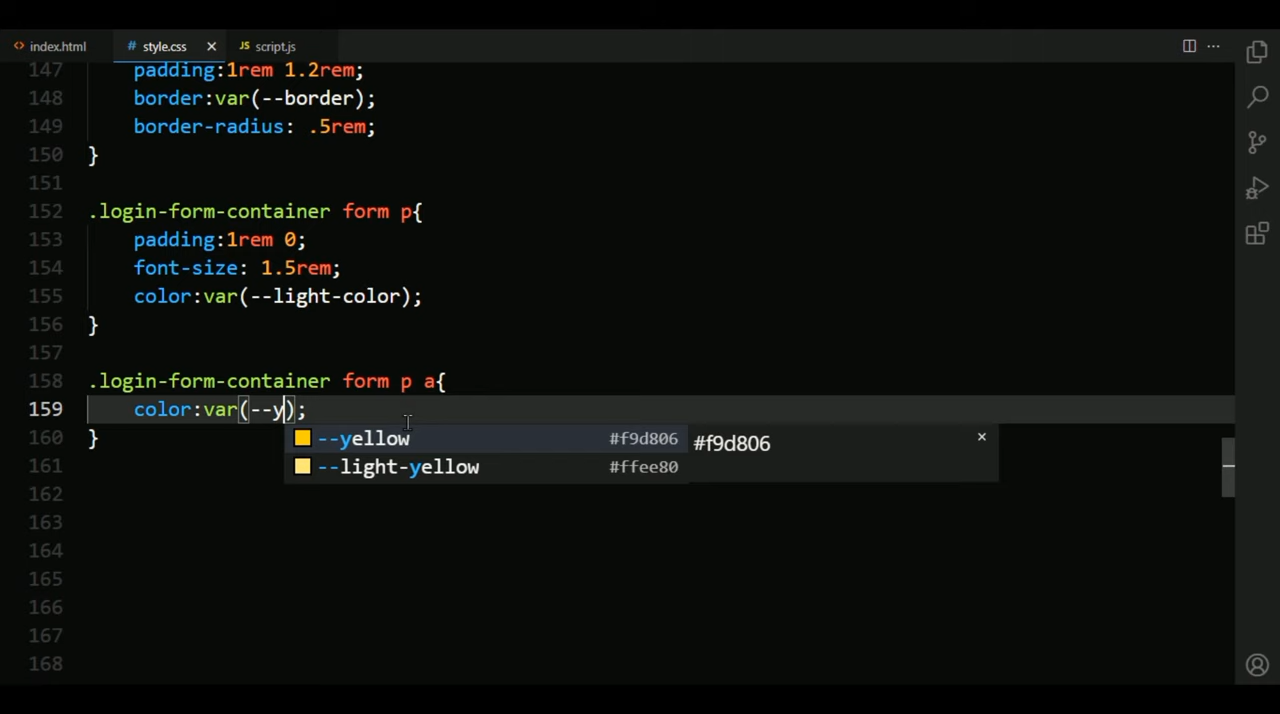 index.html # style.css × JS script.js ...
147 padding:1rem 1.2rem;
148 border:var(--border);
149 border-radius: .5rem;
150 }
151
152 .login-form-container form p{
153 padding:1rem 0;
154 font-size: 1.5rem;
155 color:var(--light-color);
156 }
157
158 .login-form-container form p a{
159 color:var(--y);
160 }
--yellow #f9d806 #f9d806 ×
--light-yellow #ffee80
161
162
163
164
165
166
167
168